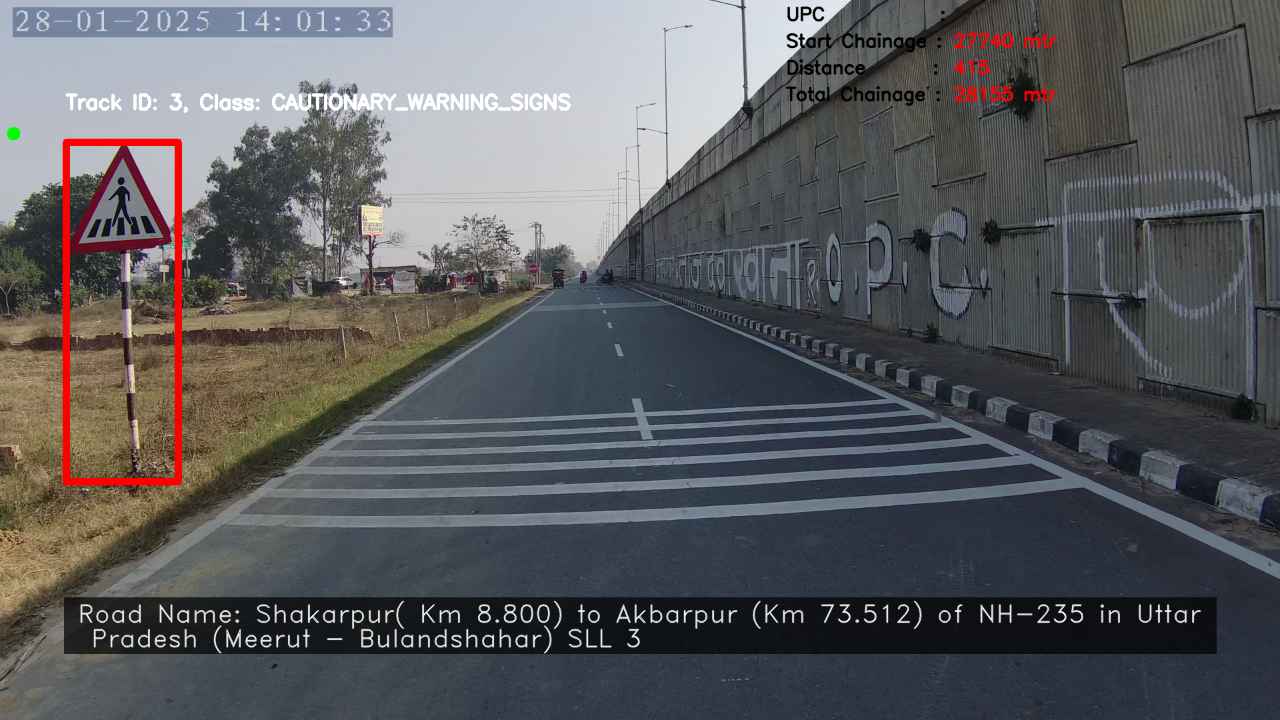 28-01-2025 14:01:33
UPC :
Start Chainage : 27740 mtr
Distance : 415
Total Chainage : 28155 mtr
Track ID: 3, Class: CAUTIONARY_WARNING_SIGNS
O.P.C.
Road Name: Shakarpur( Km 8.800) to Akbarpur (Km 73.512) of NH-235 in Uttar
Pradesh (Meerut - Bulandshahar) SLL 3